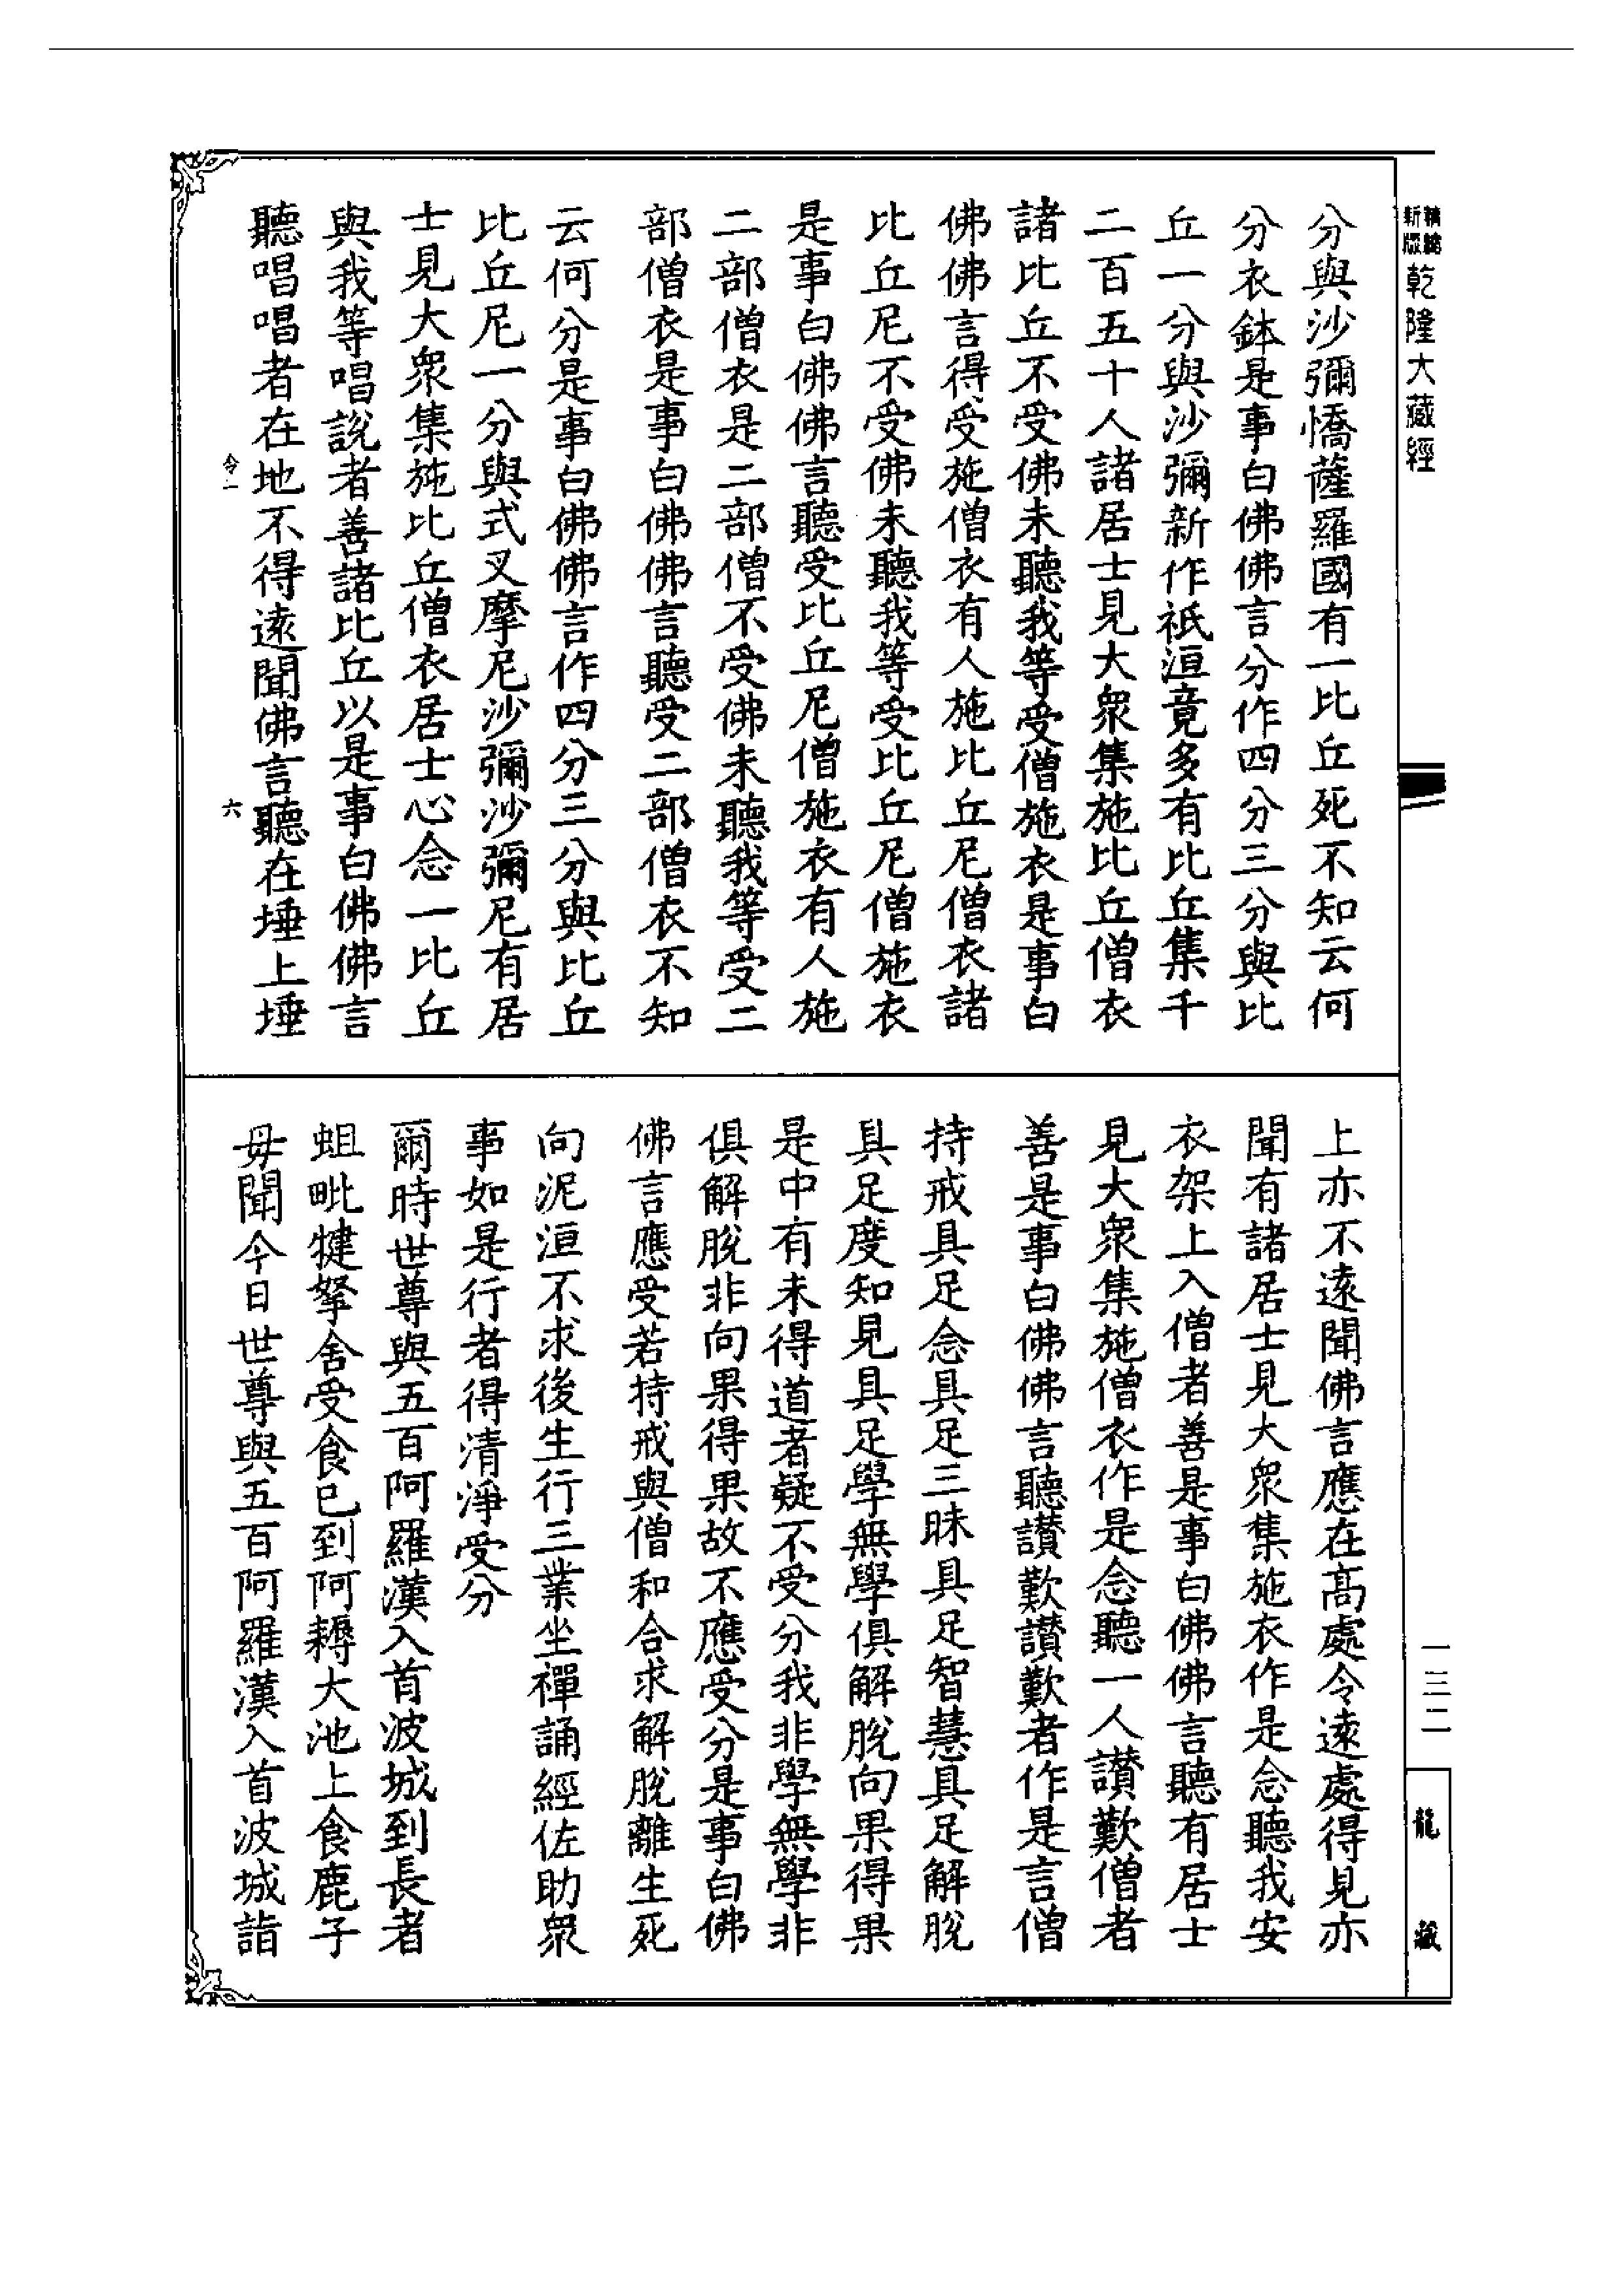 新編
縮版
乾隆大藏經
分與沙彌憍薩羅國有一比丘死不知云何
分衣鉢是事白佛佛言分作四分三分與比
丘一分與沙彌新作祇洹竟多有比丘集千
二百五十人諸居士見大衆集施比丘僧衣
諸比丘不受佛未聽我等受僧施衣是事白
佛佛言得受施僧衣有人施比丘尼僧衣諸
比丘尼不受佛未聽我等受比丘尼僧施衣
是事白佛佛言聽受比丘尼僧施衣有人施
二部僧衣是二部僧不受佛未聽我等受二
部僧衣是事白佛佛言聽受二部僧衣不知
云何分是事白佛佛言作四分三分與比丘
比丘尼一分與式叉摩尼沙彌沙彌尼有居
士見大衆集施比丘僧衣居士心念一比丘
與我等唱說者善諸比丘以是事白佛佛言
聽唱唱者在地不得遠聞佛言聽在埵上埵
令一
六
上亦不遠聞佛言應在高處令遠處得見亦
聞有諸居士見大衆集施衣作是念聽我安
衣架上入僧者善是事白佛佛言聽有居士
見大衆集施僧衣作是念聽一人讃歎僧者
善是事白佛佛言聽讃歎讃歎者作是言僧
持戒具足念具足三昧具足智慧具足解脫
具足度知見具足學無學俱解脫向果得果
是中有未得道者疑不受分我非學無學非
俱解脫非向果得果故不應受分是事白佛
佛言應受若持戒與僧和合求解脫離生死
向泥洹不求後生行三業坐禪誦經佐助衆
事如是行者得清淨受分
爾時世尊與五百阿羅漢入首波城到長者
蛆毗犍拏舍受食已到阿耨大池上食鹿子
毋聞今日世尊與五百阿羅漢入首波城詣
一三二
龍藏